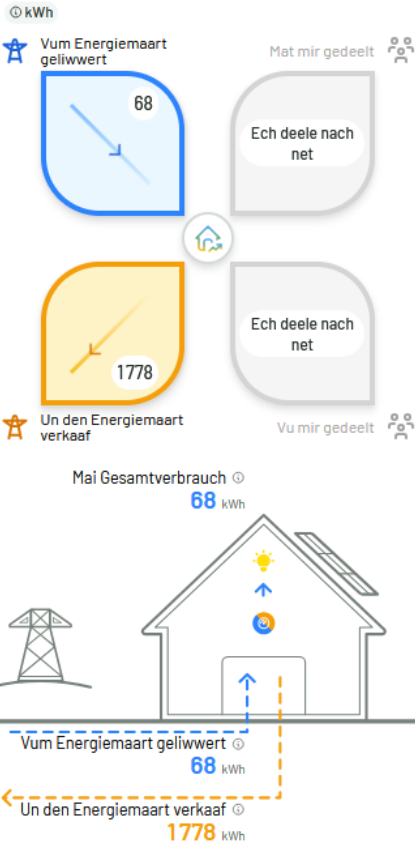 kWh
Vum Energiemaart
geliwwert
Mat mir gedeelt
68
Ech deele nach
net
1778
Ech deele nach
net
Un den Energiemaart
verkaaf
Vu mir gedeelt
Mai Gesamtverbrauch
68 kWh
Vum Energiemaart geliwwert
68 kWh
Un den Energiemaart verkaaf
1778 kWh